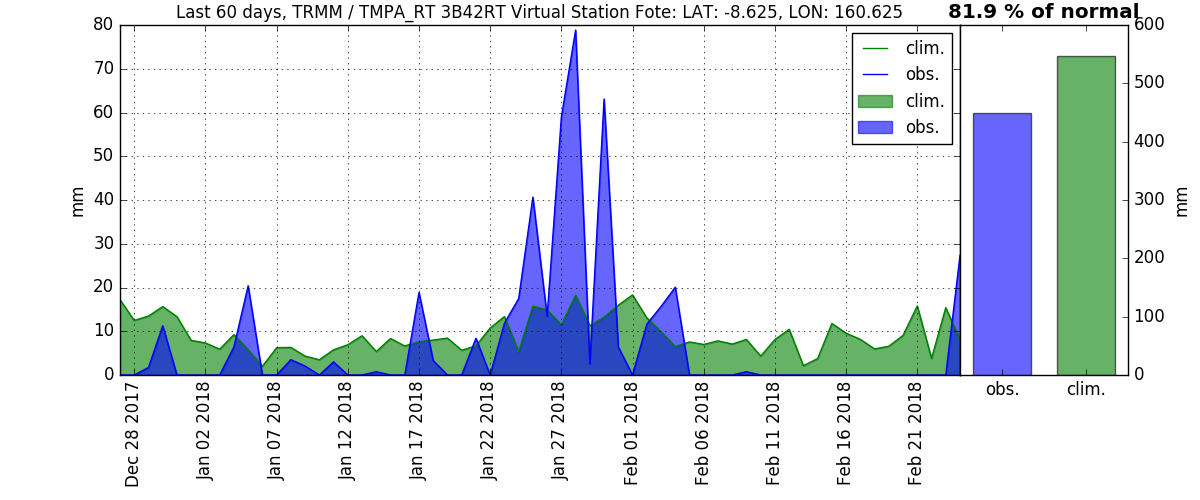 Last 60 days, TRMM / TMPA_RT 3B42RT Virtual Station Fote: LAT: -8.625, LON: 160.625
81.9 % of normal
80
70
60
50
40
30
20
10
0
mm
clim.
obs.
clim.
obs.
Dec 28 2017
Jan 02 2018
Jan 07 2018
Jan 12 2018
Jan 17 2018
Jan 22 2018
Jan 27 2018
Feb 01 2018
Feb 06 2018
Feb 11 2018
Feb 16 2018
Feb 21 2018
600
500
400
300
200
100
0
mm
obs.
clim.